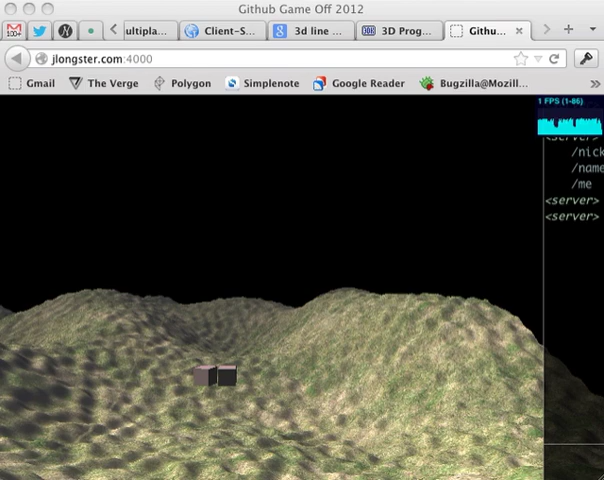 Github Game Off 2012
100+
ultipla... Client-S... 3d line ... 3D Prog... Githu...
jlongster.com:4000
Gmail The Verge Polygon Simplenote Google Reader Bugzilla@Mozill...
1 FPS (1-86)
<server>
/nick
/name
/me
<server>
<server>